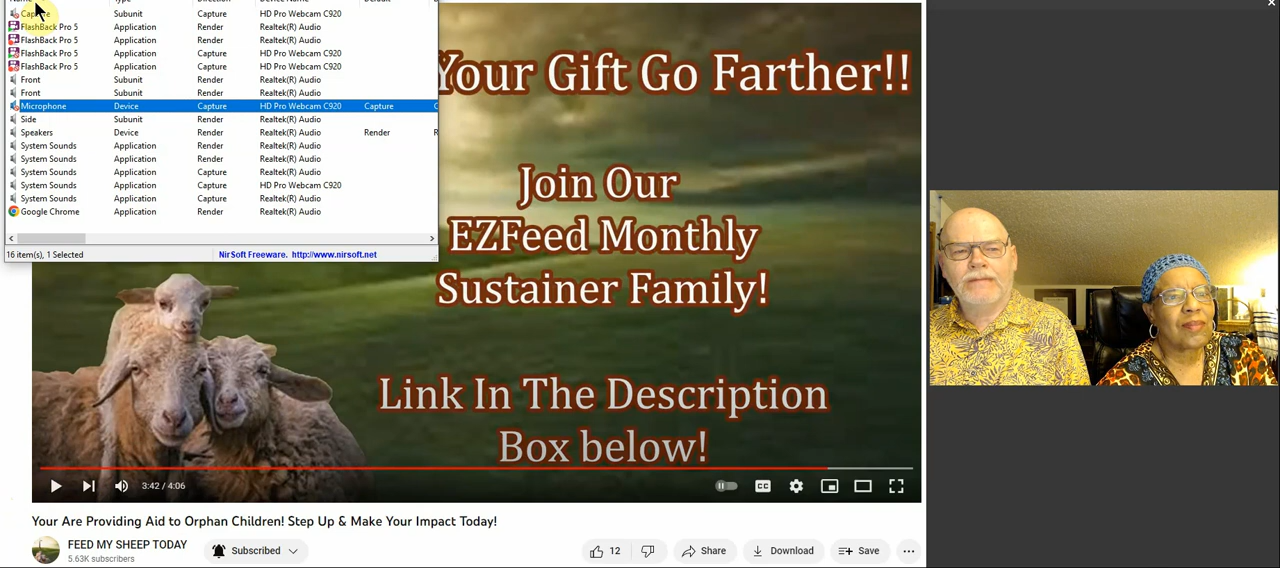 Capture Subunit Capture HD Pro Webcam C920
FlashBack Pro 5 Application Render Realtek(R) Audio
FlashBack Pro 5 Application Render Realtek(R) Audio
FlashBack Pro 5 Application Capture HD Pro Webcam C920
FlashBack Pro 5 Application Capture HD Pro Webcam C920
Front Subunit Render Realtek(R) Audio
Front Subunit Render Realtek(R) Audio
Microphone Device Capture HD Pro Webcam C920 Capture
Side Subunit Render Realtek(R) Audio
Speakers Device Render Realtek(R) Audio Render
System Sounds Application Render Realtek(R) Audio
System Sounds Application Render Realtek(R) Audio
System Sounds Application Render Realtek(R) Audio
System Sounds Application Capture HD Pro Webcam C920
System Sounds Application Capture Realtek(R) Audio
Google Chrome Application Render Realtek(R) Audio
16 item(s), 1 Selected NirSoft Freeware. http://www.nirsoft.net
Your Gift Go Farther!!
Join Our
EZFeed Monthly
Sustainer Family!
Link In The Description
Box below!
3:42 / 4:06
CC
Your Are Providing Aid to Orphan Children! Step Up & Make Your Impact Today!
FEED MY SHEEP TODAY
5.63K subscribers
Subscribed
12
Share
Download
Save